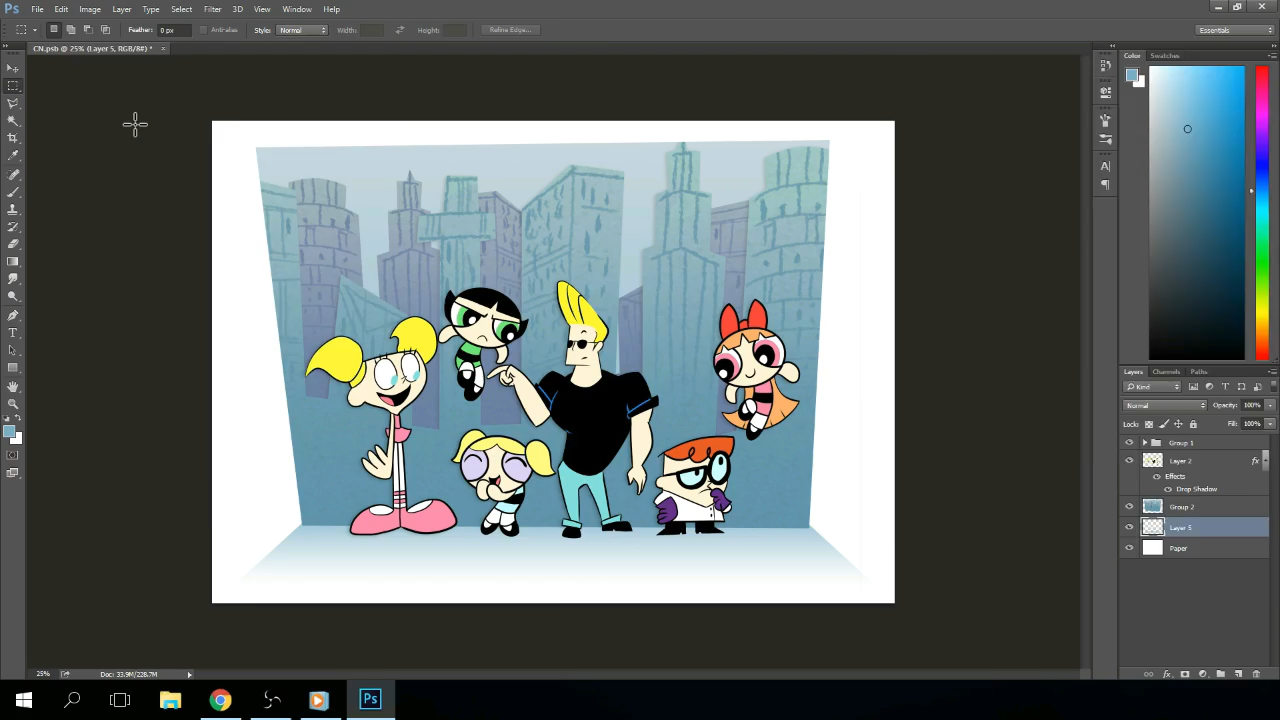 Ps File Edit Image Layer Type Select Filter 3D View Window Help
Feather: 0 px Anti-alias Style: Normal Width: Height: Refine Edge... Essentials
CN.psb @ 25% (Layer 5, RGB/8#) *
Color Swatches
Layers Channels Paths
Kind
Normal Opacity: 100%
Lock: Fill: 100%
Group 1
Layer 2 fx
Effects
Drop Shadow
Group 2
Layer 5
Paper
25% Doc: 33.9M/228.7M
Ps